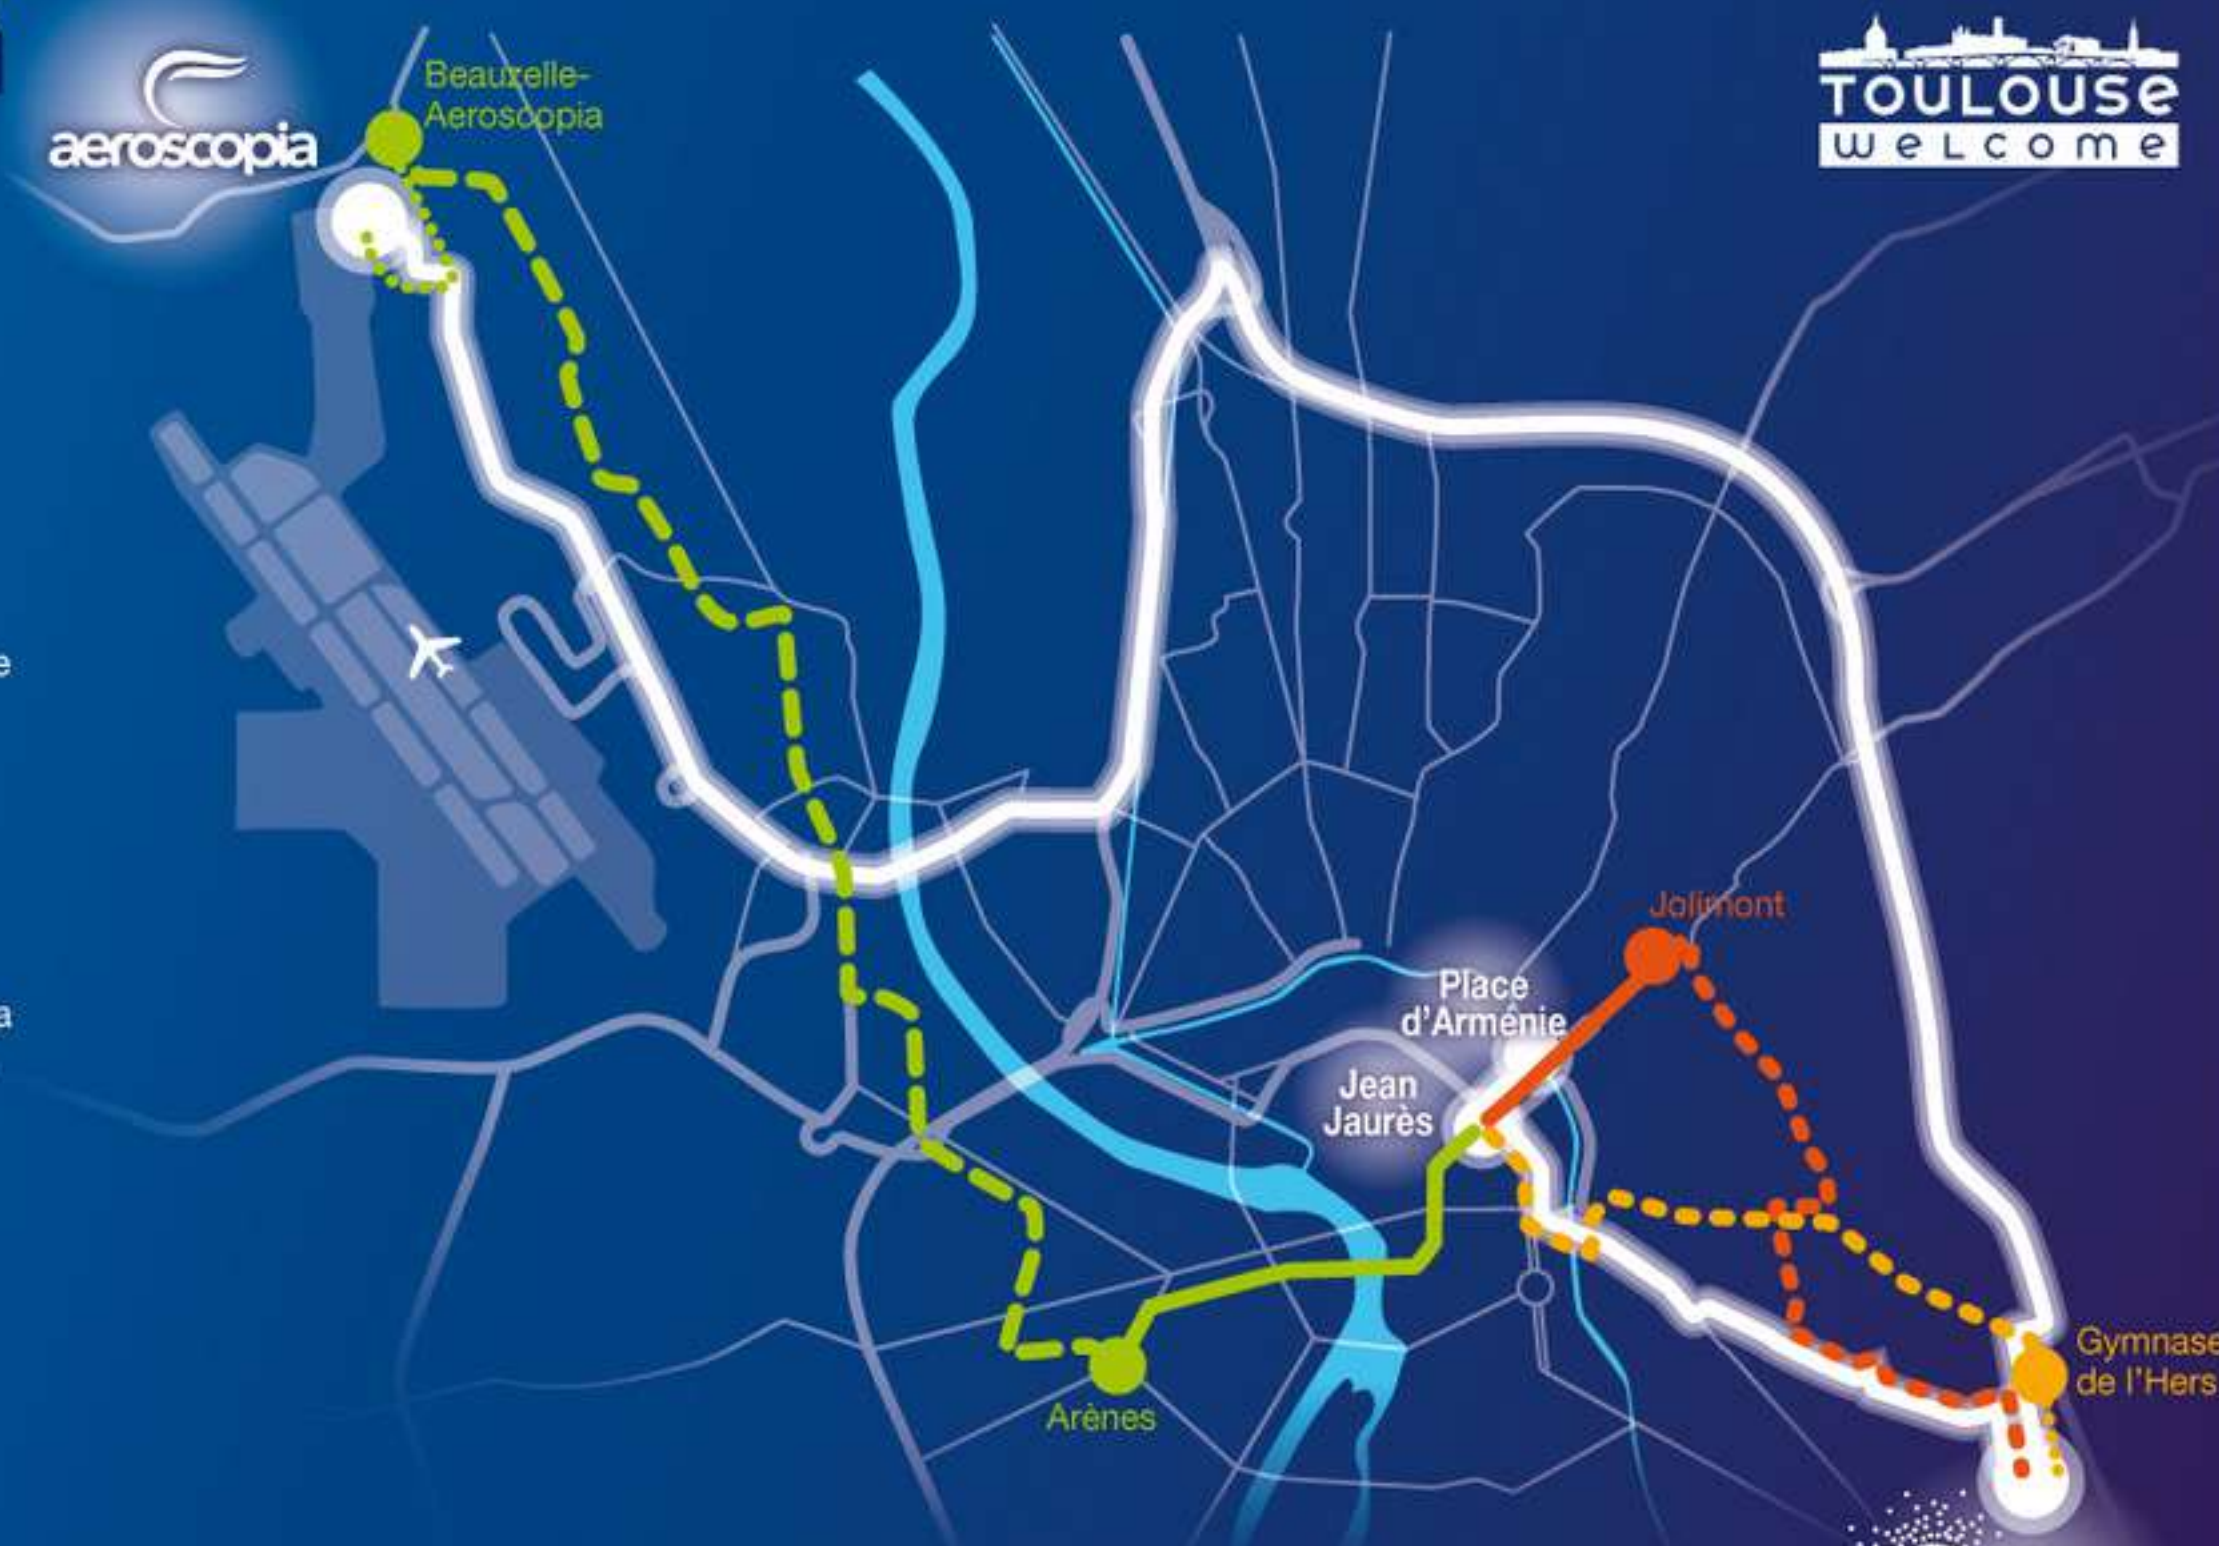 aeroscopia
Beauzelle-
Aeroscopia
TOULOUSE
WELCOME
e
a
Jolimont
Place
d'Arménie
Jean
Jaurès
Gymnase
de l'Hers
Arènes